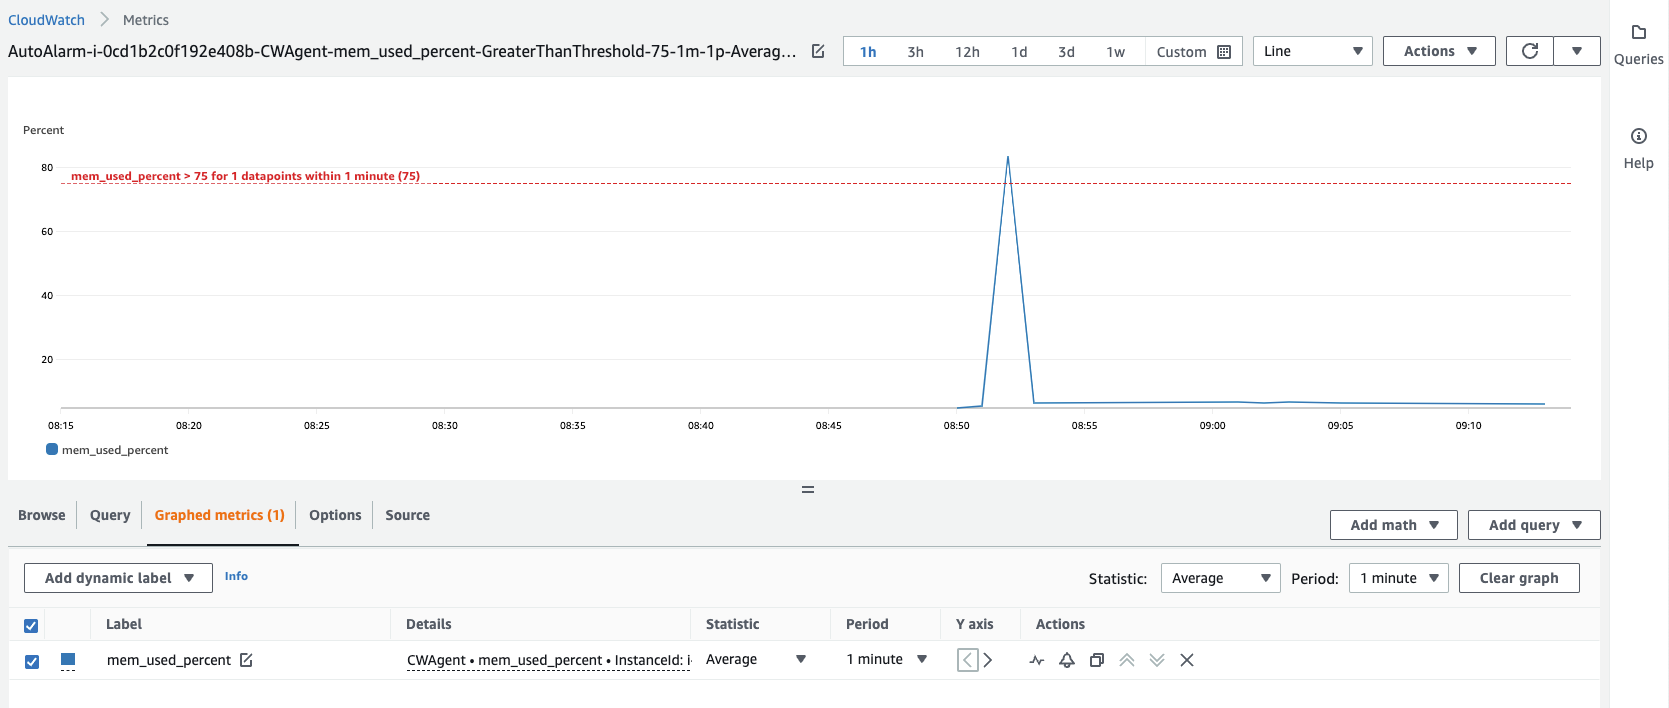 CloudWatch Metrics
AutoAlarm-i-0cd1b2c0f192e408b-CWAgent-mem_used_percent-GreaterThanThreshold-75-1m-1p-Averag...
1h 3h 12h 1d 3d 1w Custom
Line
Actions
Queries
Help
Percent
80
mem_used_percent > 75 for 1 datapoints within 1 minute (75)
60
40
20
08:15 08:20 08:25 08:30 08:35 08:40 08:45 08:50 08:55 09:00 09:05 09:10
mem_used_percent
Browse Query Graphed metrics (1) Options Source
Add math Add query
Add dynamic label Info
Statistic: Average Period: 1 minute Clear graph
Label Details Statistic Period Y axis Actions
mem_used_percent CWAgent • mem_used_percent • InstanceId: i- Average 1 minute